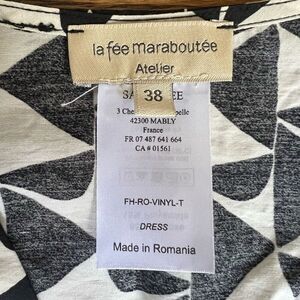 la fée maraboutée
Atelier
38
42300 MABLY
France
FR 07 487 641 664
CA # 01561
FH-RO-VINYL-T
DRESS
Made in Romania